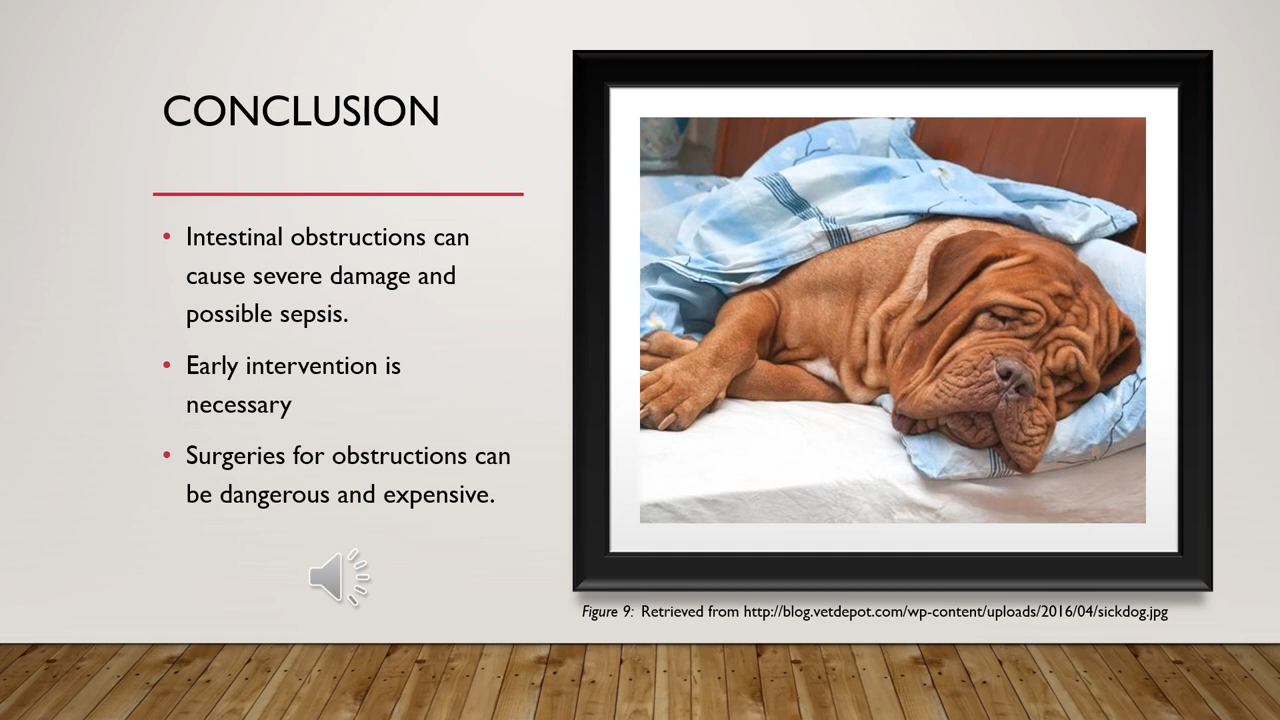 CONCLUSION
• Intestinal obstructions can
cause severe damage and
possible sepsis.
• Early intervention is
necessary
• Surgeries for obstructions can
be dangerous and expensive.
Figure 9: Retrieved from http://blog.vetdepot.com/wp-content/uploads/2016/04/sickdog.jpg